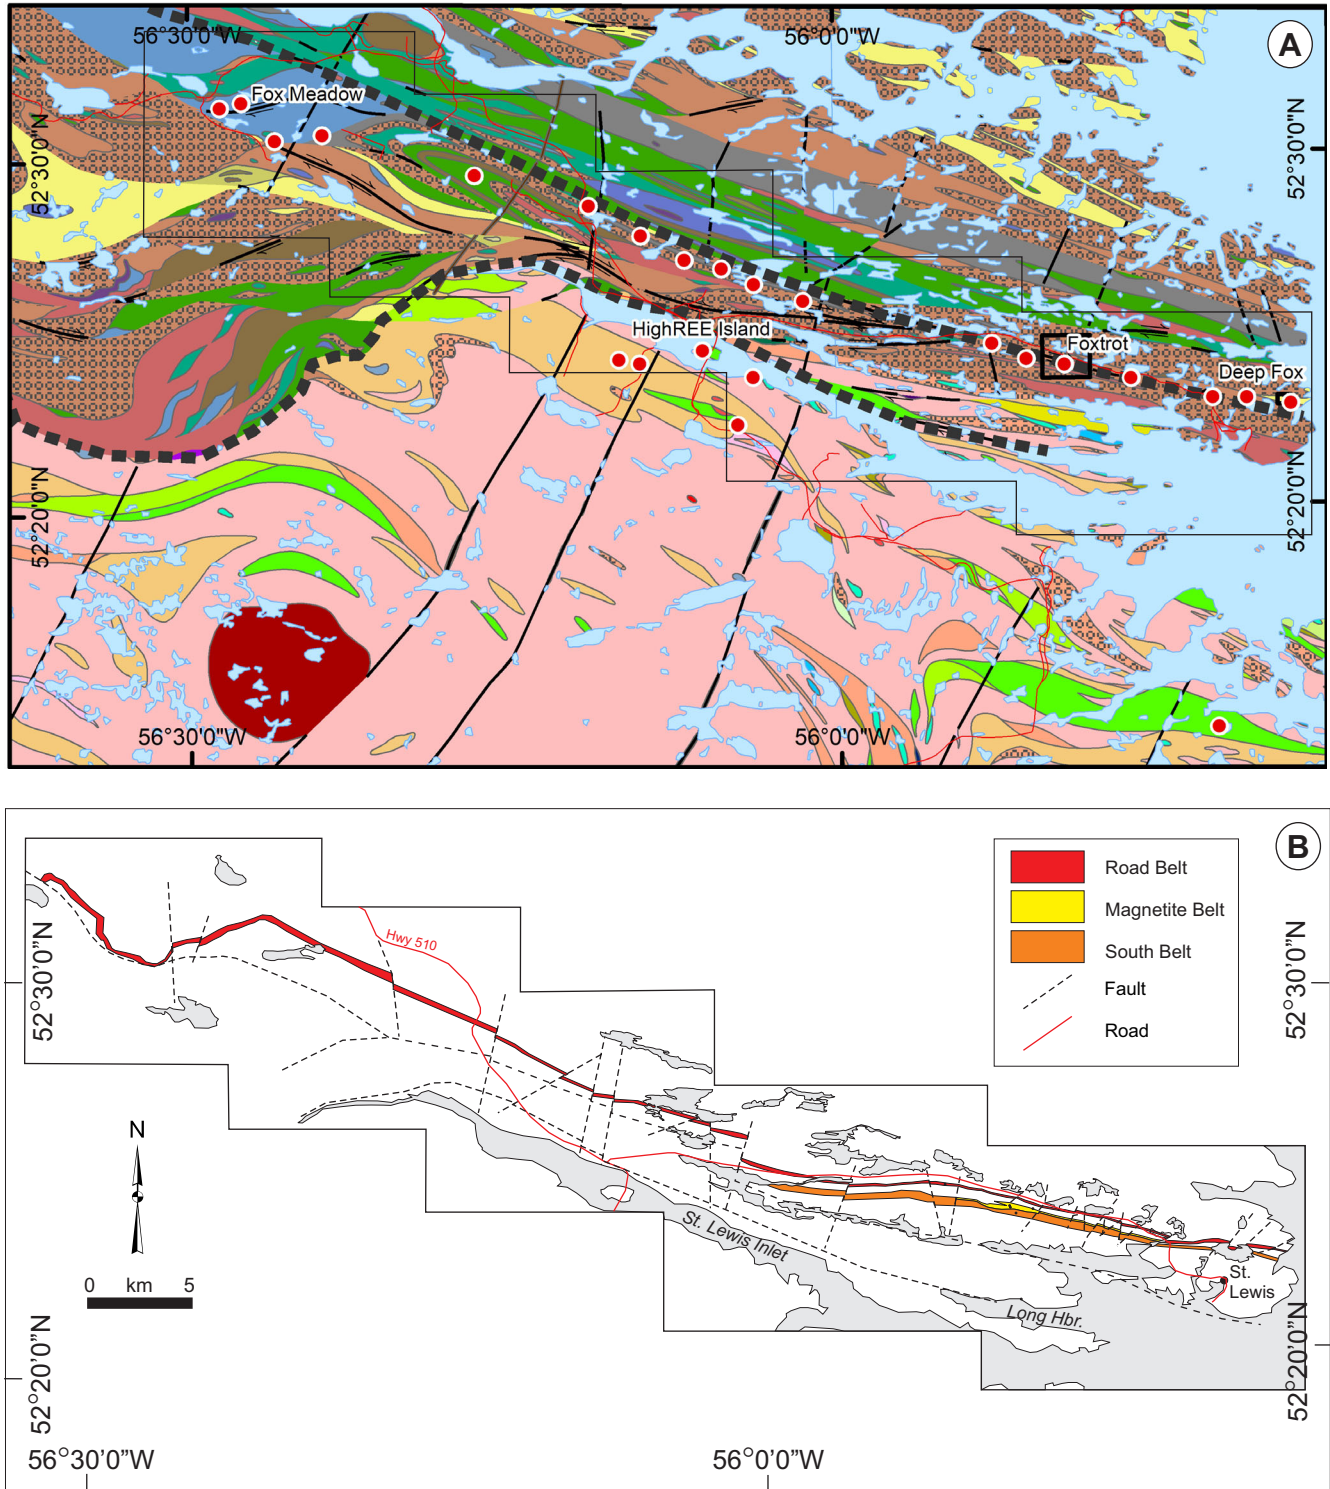 A
56°30'0"W
56°0'0"W
Fox Meadow
52°30'0"N
52°30'0"N
HighREE Island
Foxtrot
Deep Fox
52°20'0"N
52°20'0"N
56°30'0"W
56°0'0"W
B
Road Belt
Magnetite Belt
South Belt
Fault
Road
Hwy 510
52°30'0"N
52°30'0"N
N
0 km 5
St. Lewis Inlet
Long Hbr.
St.
Lewis
52°20'0"N
52°20'0"N
56°30'0"W
56°0'0"W